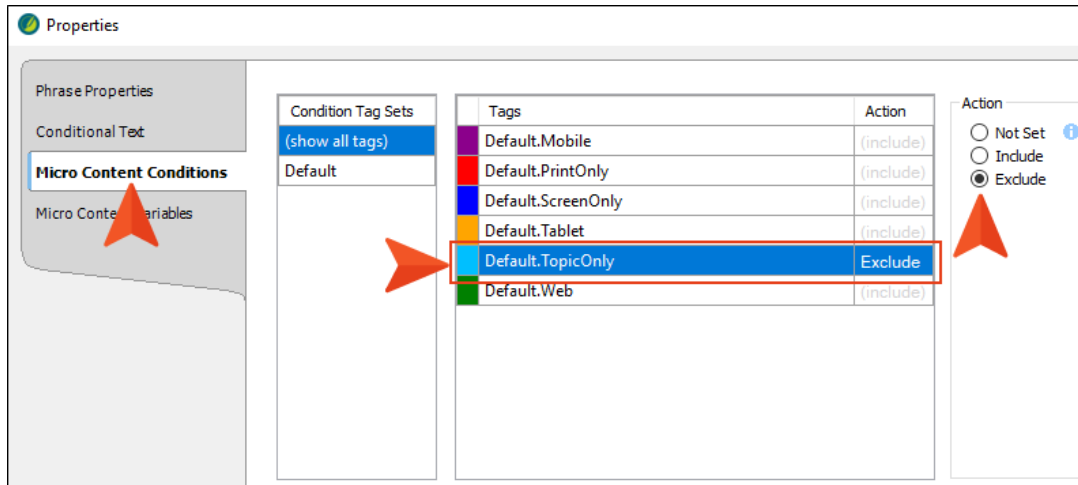 Properties
Phrase Properties
Conditional Text
Micro Content Conditions
Micro Conte ariables
Condition Tag Sets
(show all tags)
Default
Tags Action
Default.Mobile (include)
Default.PrintOnly (include)
Default.ScreenOnly (include)
Default.Tablet (include)
Default.TopicOnly Exclude
Default.Web (include)
Action
Not Set
Include
Exclude